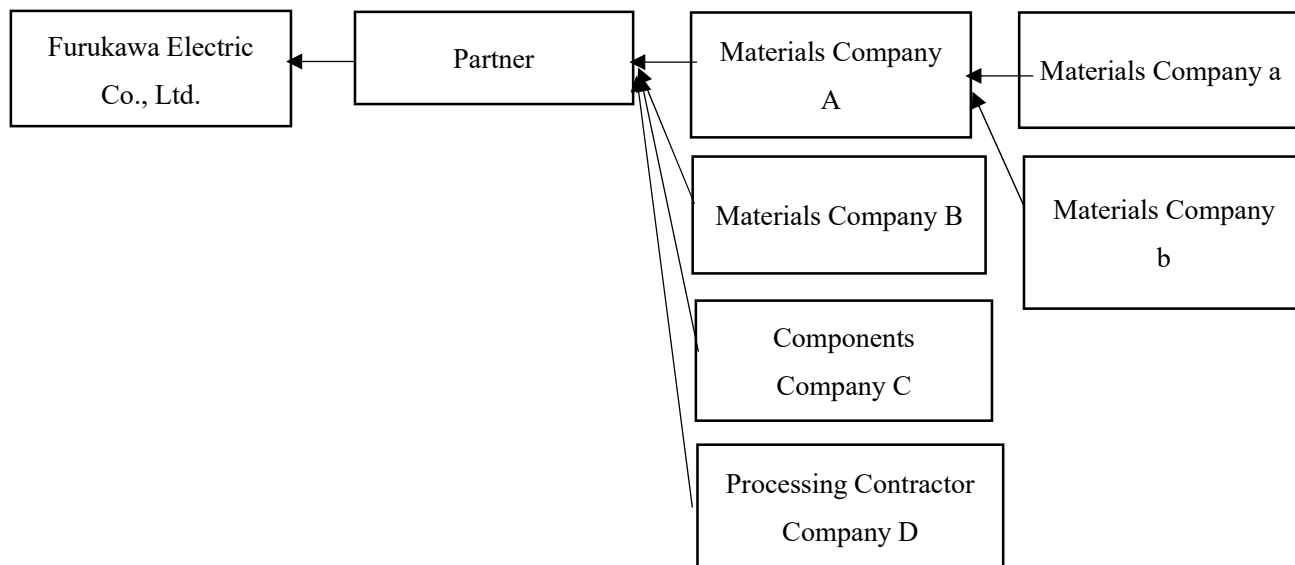 Furukawa Electric
Co., Ltd.
Partner
Materials Company
A
Materials Company a
Materials Company B
Materials Company
b
Components
Company C
Processing Contractor
Company D